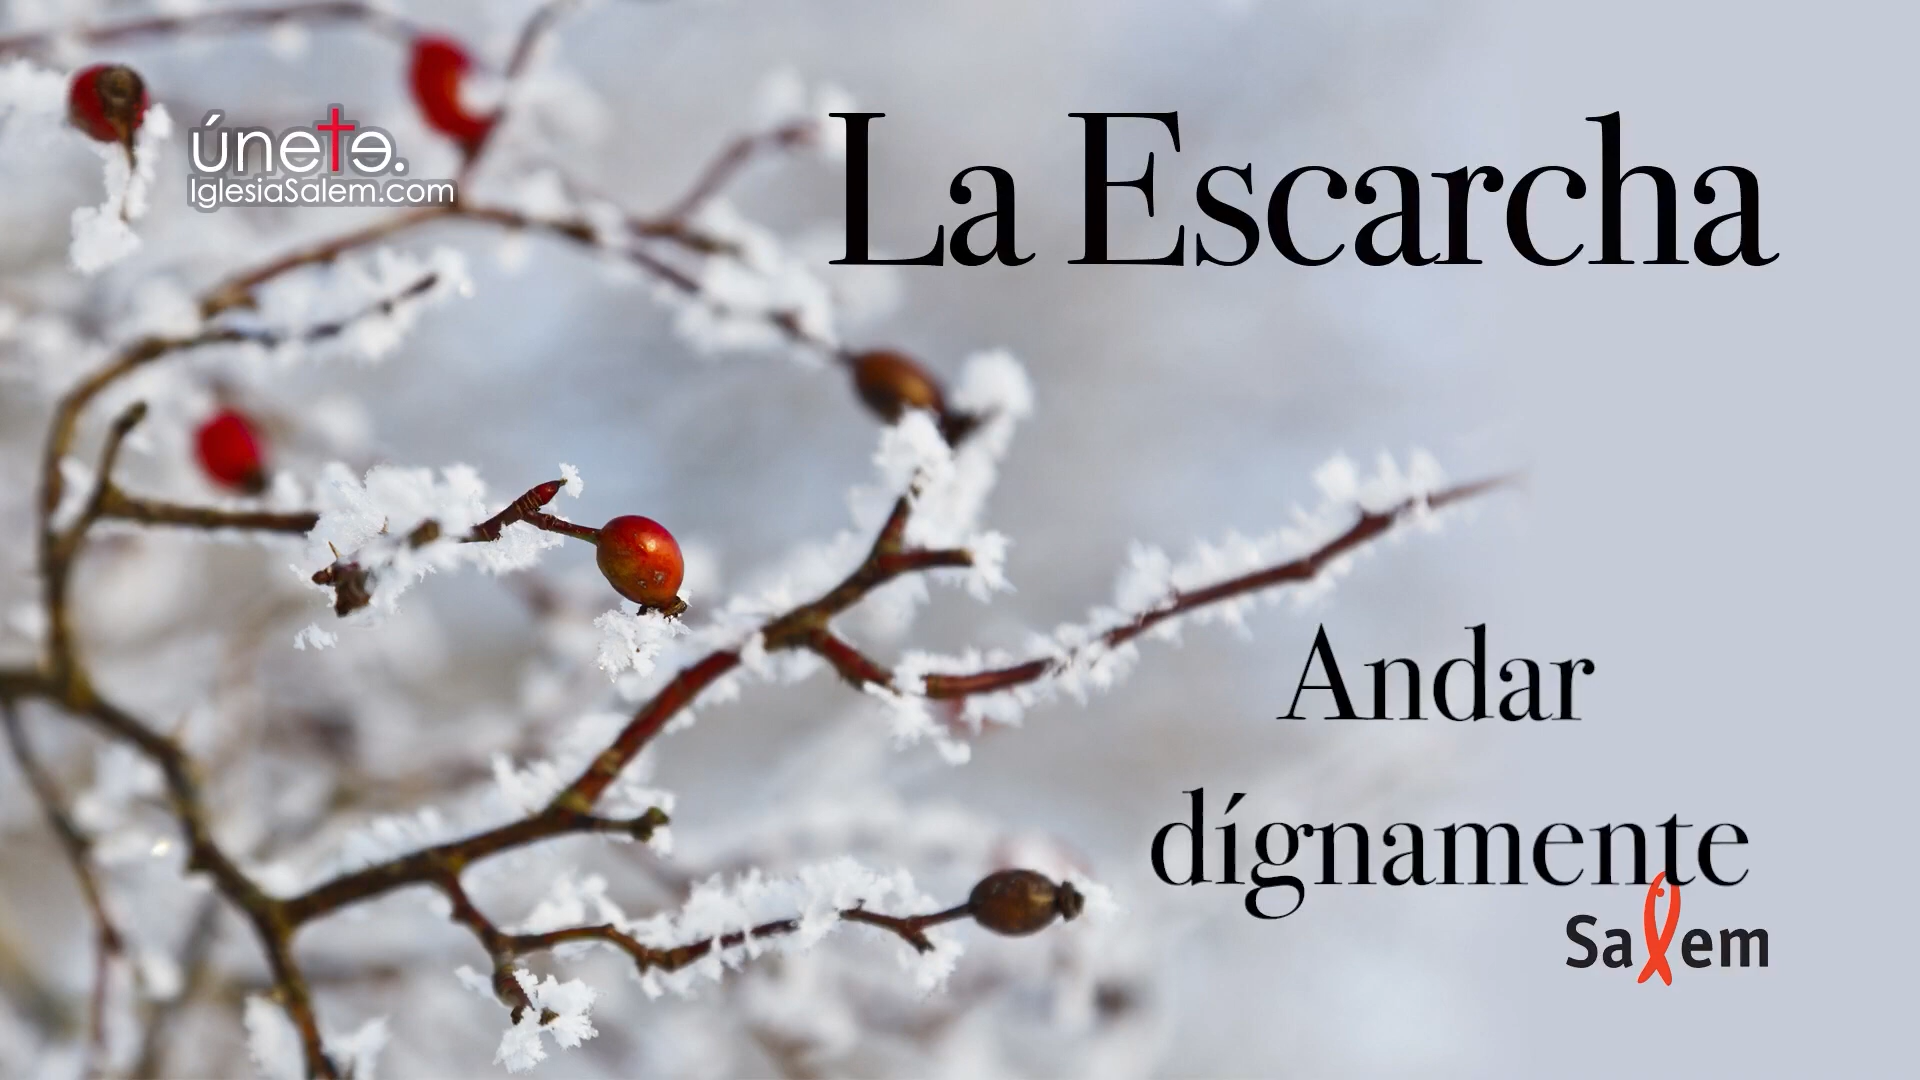 únete.
IglesiaSalem.com
La Escarcha
Andar
dígnamente
Salem